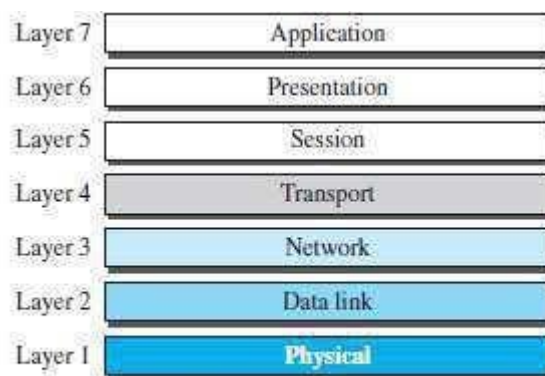 Layer 7 Application
Layer 6 Presentation
Layer 5 Session
Layer 4 Transport
Layer 3 Network
Layer 2 Data link
Layer 1 Physical